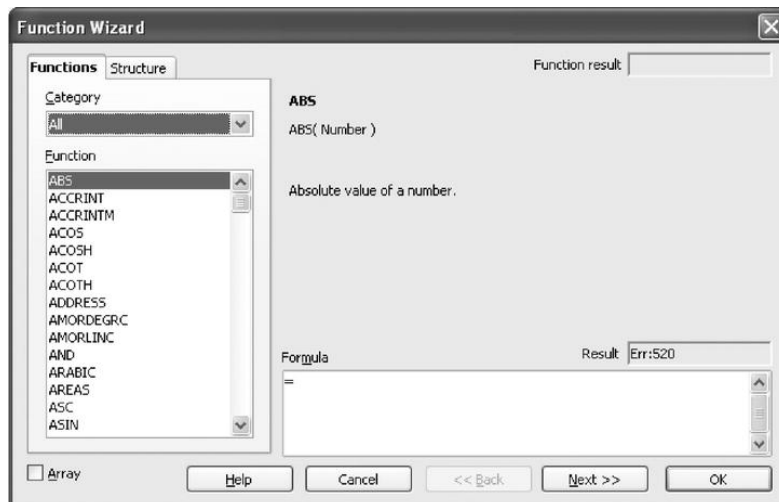 Function Wizard
Functions
Structure
Function result
Category
All
Function
ABS
ACCRINT
ACCRINTM
ACOS
ACOSH
ACOT
ACOTH
ADDRESS
AMORDEGRC
AMORLINC
AND
ARABIC
AREAS
ASC
ASIN
ABS
ABS( Number )
Absolute value of a number.
Formula
Result
Err:520
=
Array
Help
Cancel
<< Back
Next >>
OK